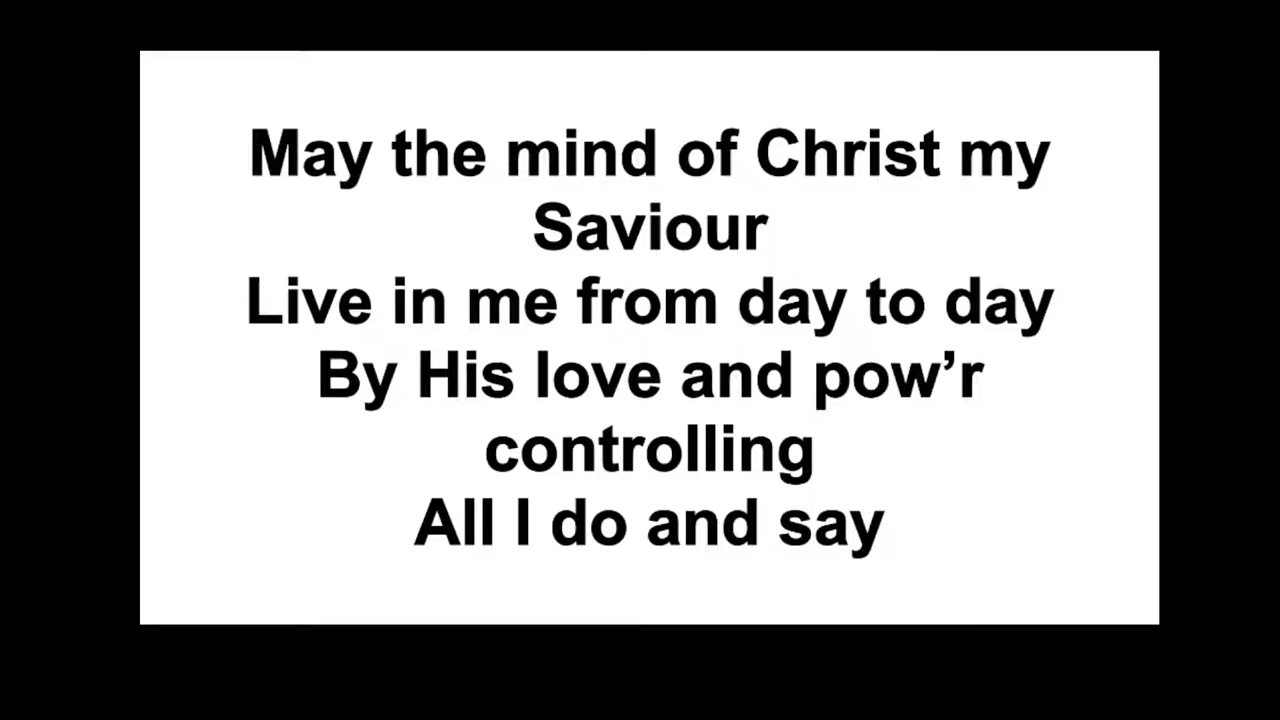 May the mind of Christ my
Saviour
Live in me from day to day
By His love and pow’r
controlling
All I do and say